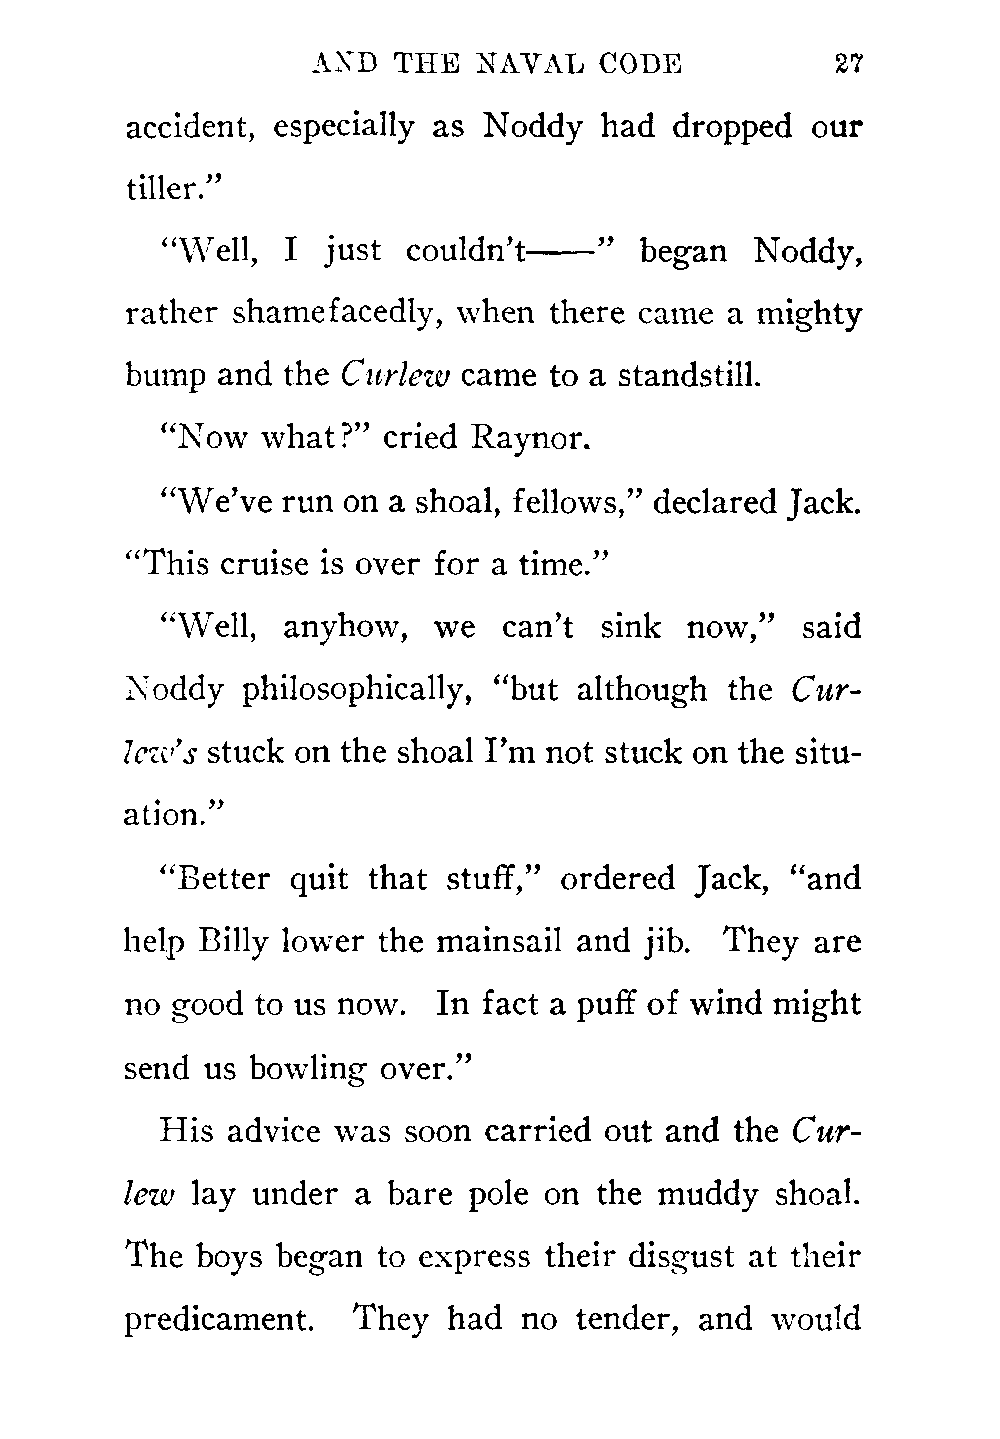 AND THE NAVAL CODE 27
accident, especially as Noddy had dropped our
tiller.”
“Well, I just couldn’t——” began Noddy,
rather shamefacedly, when there came a mighty
bump and the Curlew came to a standstill.
“Now what?” cried Raynor.
“We’ve run on a shoal, fellows,” declared Jack.
“This cruise is over for a time.”
“Well, anyhow, we can’t sink now,” said
Noddy philosophically, “but although the Cur-
lew’s stuck on the shoal I’m not stuck on the situ-
ation.”
“Better quit that stuff,” ordered Jack, “and
help Billy lower the mainsail and jib. They are
no good to us now. In fact a puff of wind might
send us bowling over.”
His advice was soon carried out and the Cur-
lew lay under a bare pole on the muddy shoal.
The boys began to express their disgust at their
predicament. They had no tender, and would